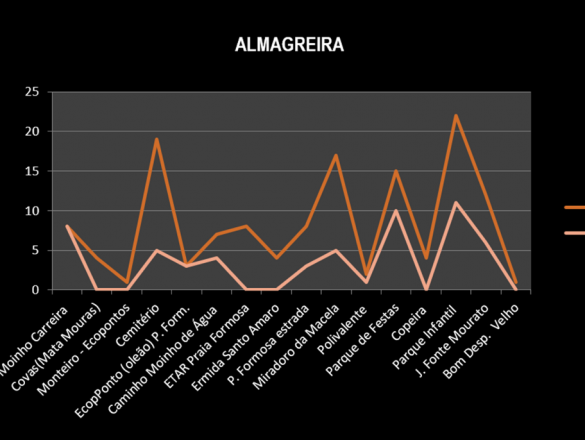 ALMAGREIRA
25
20
15
10
5
0
Moinho Carreira
Covas(Mata Mouras)
Monteiro - Ecopontos
Cemitério
EcopPonto (oleão) P. Form.
Caminho Moinho de Água
ETAR Praia Formosa
Ermida Santo Amaro
P. Formosa estrada
Miradoro da Macela
Polivalente
Parque de Festas
Copeira
Parque Infantil
J. Fonte Mourato
Bom Desp. Velho